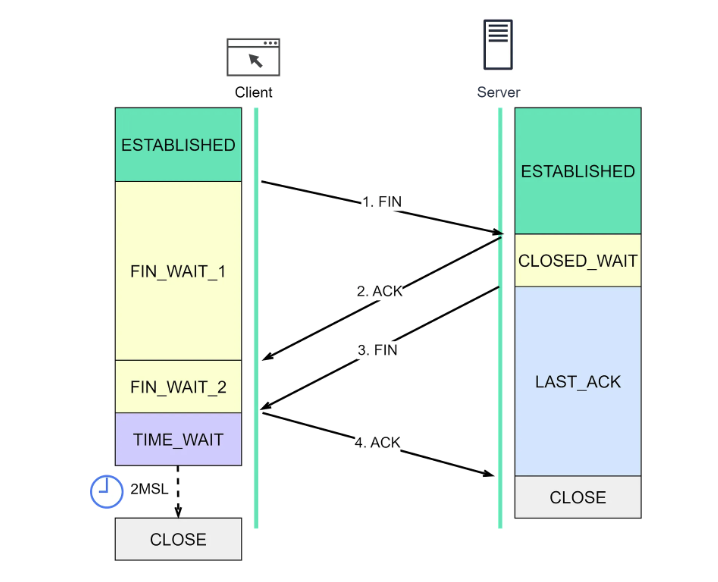 Client
Server
ESTABLISHED
ESTABLISHED
1. FIN
CLOSED_WAIT
FIN_WAIT_1
2. ACK
3. FIN
FIN_WAIT_2
LAST_ACK
TIME_WAIT
4. ACK
2MSL
CLOSE
CLOSE